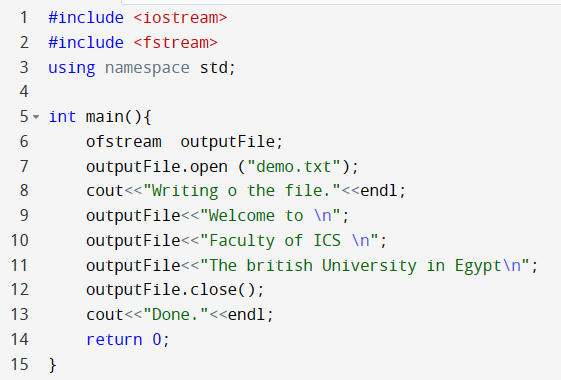 1 #include <iostream>
2 #include <fstream>
3 using namespace std;
4
5 int main(){
6     ofstream  outputFile;
7     outputFile.open ("demo.txt");
8     cout<<"Writing o the file."<<endl;
9     outputFile<<"Welcome to \n";
10     outputFile<<"Faculty of ICS \n";
11     outputFile<<"The british University in Egypt\n";
12     outputFile.close();
13     cout<<"Done."<<endl;
14     return 0;
15 }